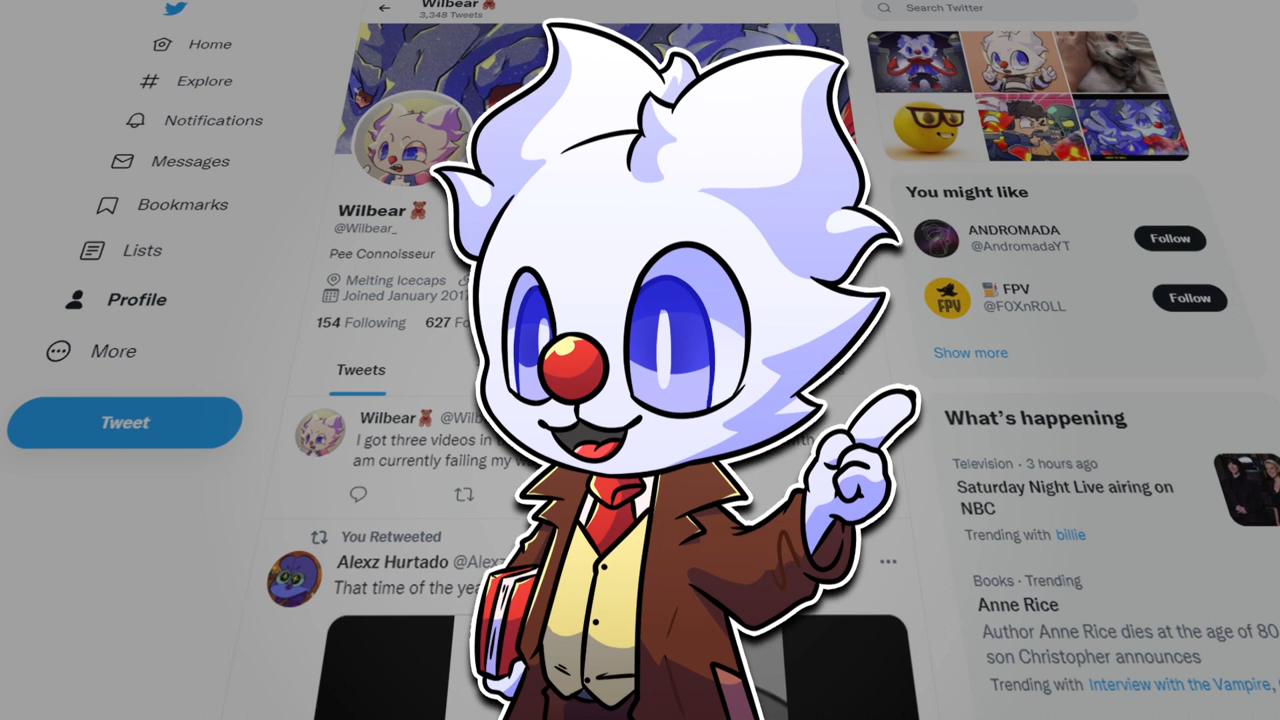 Home
Explore
Notifications
Messages
Bookmarks
Lists
Profile
More
Tweet
Wilbear
3,348 Tweets
Wilbear
@Wilbear_
Pee Connoisseur
Melting Icecaps
Joined January 201
154 Following 627
Tweets
Wilbear @Wilb
I got three videos in
am currently failing my
You Retweeted
Alexz Hurtado @Alexz
That time of the yea
Search Twitter
You might like
ANDROMADA
@AndromadaYT
Follow
FPV
FPV
@FOXnROLL
Follow
Show more
What's happening
Television · 3 hours ago
Saturday Night Live airing on
NBC
Trending with billie
Books · Trending
Anne Rice
Author Anne Rice dies at the age of 80
son Christopher announces
Trending with Interview with the Vampire,